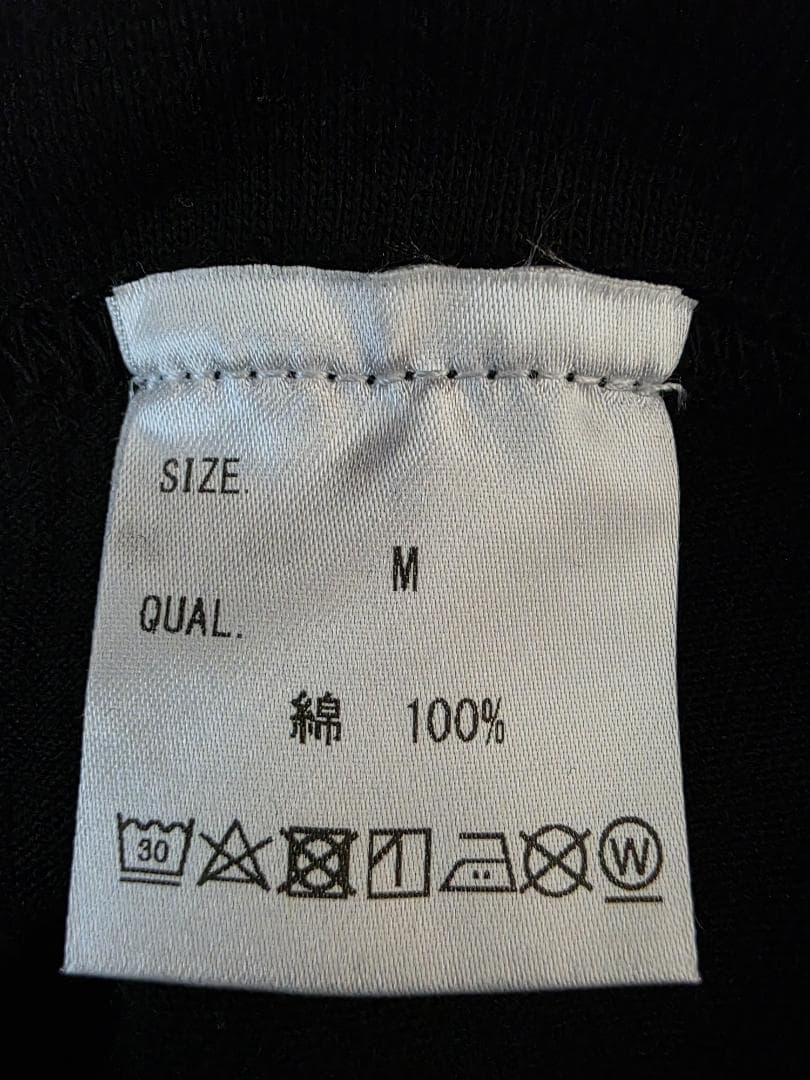 SIZE.
M
QUAL.
綿 100%
30 W